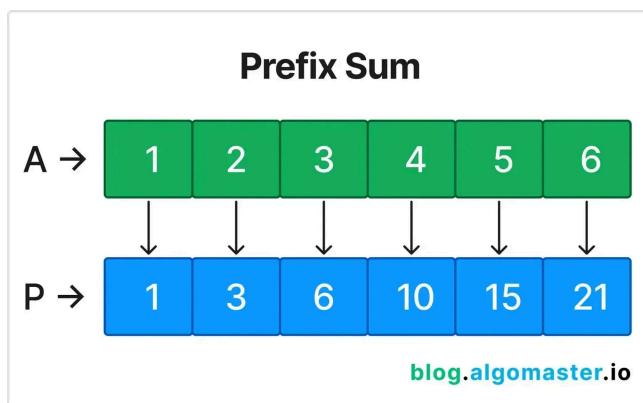 Prefix Sum
A → 1 2 3 4 5 6
P → 1 3 6 10 15 21
blog.algomaster.io